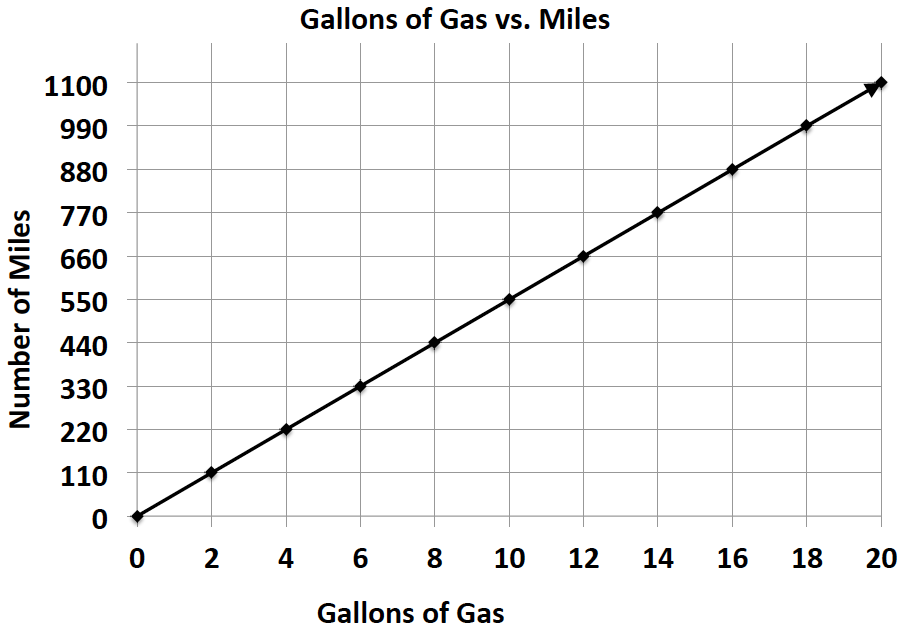 Gallons of Gas vs. Miles
1100
990
880
770
660
550
440
330
220
110
0
Number of Miles
0 2 4 6 8 10 12 14 16 18 20
Gallons of Gas